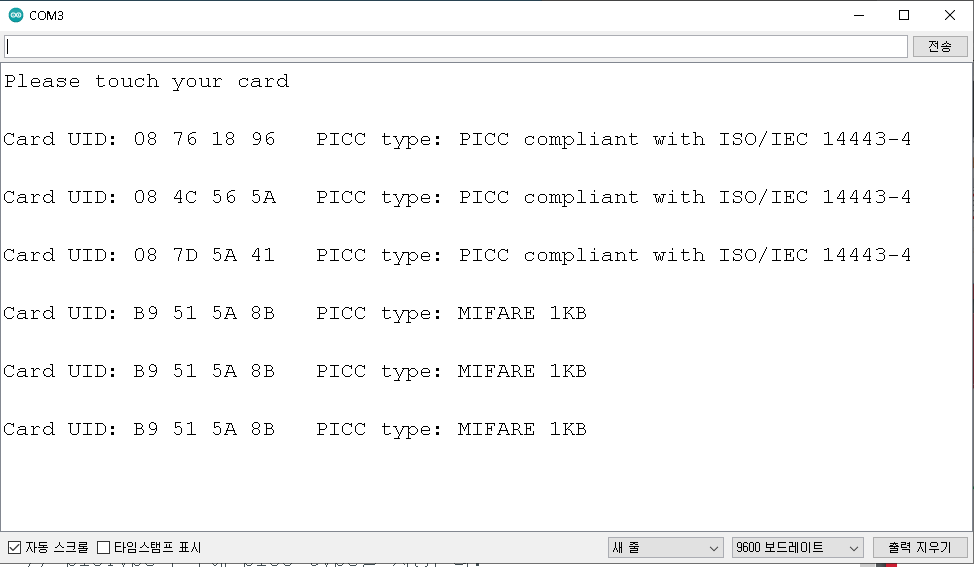 COM3
전송
Please touch your card
Card UID: 08 76 18 96   PICC type: PICC compliant with ISO/IEC 14443-4
Card UID: 08 4C 56 5A   PICC type: PICC compliant with ISO/IEC 14443-4
Card UID: 08 7D 5A 41   PICC type: PICC compliant with ISO/IEC 14443-4
Card UID: B9 51 5A 8B   PICC type: MIFARE 1KB
Card UID: B9 51 5A 8B   PICC type: MIFARE 1KB
Card UID: B9 51 5A 8B   PICC type: MIFARE 1KB
자동 스크롤 타임스탬프 표시 새 줄 9600 보드레이트 출력 지우기